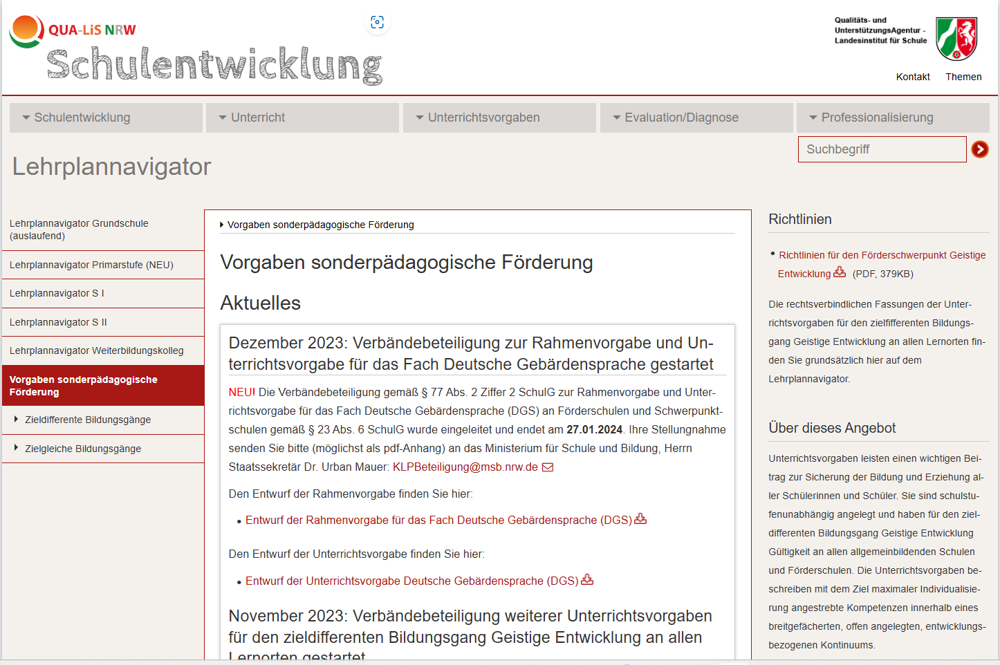 QUA-LiS NRW
Schulentwicklung
Qualitäts- und
UnterstützungsAgentur -
Landesinstitut für Schule
Kontakt Themen
Schulentwicklung Unterricht Unterrichtsvorgaben Evaluation/Diagnose Professionalisierung
Suchbegriff
Lehrplannavigator
Lehrplannavigator Grundschule
(auslaufend)
Lehrplannavigator Primarstufe (NEU)
Lehrplannavigator S I
Lehrplannavigator S II
Lehrplannavigator Weiterbildungskolleg
Vorgaben sonderpädagogische
Förderung
Zieldifferente Bildungsgänge
Zielgleiche Bildungsgänge
Vorgaben sonderpädagogische Förderung
Vorgaben sonderpädagogische Förderung
Aktuelles
Dezember 2023: Verbändebeteiligung zur Rahmenvorgabe und Un-
terrichtsvorgabe für das Fach Deutsche Gebärdensprache gestartet
NEU! Die Verbändebeteiligung gemäß § 77 Abs. 2 Ziffer 2 SchulG zur Rahmenvorgabe und Unter-
richtsvorgabe für das Fach Deutsche Gebärdensprache (DGS) an Förderschulen und Schwerpunkt-
schulen gemäß § 23 Abs. 6 SchulG wurde eingeleitet und endet am 27.01.2024. Ihre Stellungnahme
senden Sie bitte (möglichst als pdf-Anhang) an das Ministerium für Schule und Bildung, Herrn
Staatssekretär Dr. Urban Mauer: KLPBeteiligung@msb.nrw.de
Den Entwurf der Rahmenvorgabe finden Sie hier:
• Entwurf der Rahmenvorgabe für das Fach Deutsche Gebärdensprache (DGS)
Den Entwurf der Unterrichtsvorgabe finden Sie hier:
• Entwurf der Unterrichtsvorgabe Deutsche Gebärdensprache (DGS)
November 2023: Verbändebeteiligung weiterer Unterrichtsvorgaben
für den zieldifferenten Bildungsgang Geistige Entwicklung an allen
Lernorten gestartet
Richtlinien
• Richtlinien für den Förderschwerpunkt Geistige
Entwicklung (PDF, 379KB)
Die rechtsverbindlichen Fassungen der Unter-
richtsvorgaben für den zielfifferenten Bildungs-
gang Geistige Entwicklung an allen Lernorten fin-
den Sie grundsätzlich hier auf dem
Lehrplannavigator.
Über dieses Angebot
Unterrichtsvorgaben leisten einen wichtigen Bei-
trag zur Sicherung der Bildung und Erziehung al-
ler Schülerinnen und Schüler. Sie sind schulstu-
fenunabhängig angelegt und haben für den ziel-
differenten Bildungsgang Geistige Entwicklung
Gültigkeit an allen allgemeinbildenden Schulen
und Förderschulen. Die Unterrichtsvorgaben be-
schreiben mit dem Ziel maximaler Individualisie-
rung angestrebte Kompetenzen innerhalb eines
breitgefächerten, offen angelegten, entwicklungs-
bezogenen Kontinuums.